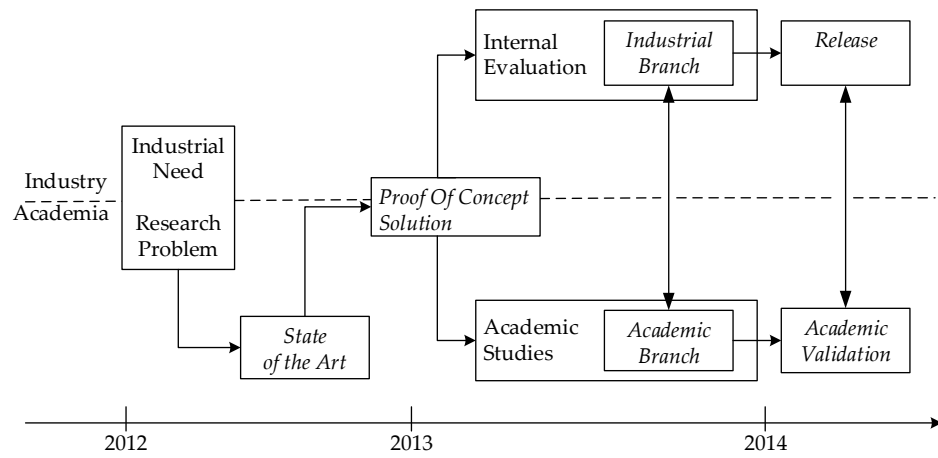 Internal
Evaluation
Industrial
Branch
Release
Industrial
Need
Research
Problem
Industry
Academia
Proof Of Concept
Solution
State
of the Art
Academic
Studies
Academic
Branch
Academic
Validation
2012
2013
2014